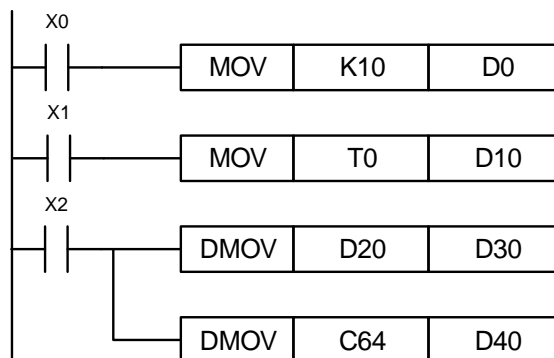 X0
MOV K10 D0
X1
MOV T0 D10
X2
DMOV D20 D30
DMOV C64 D40